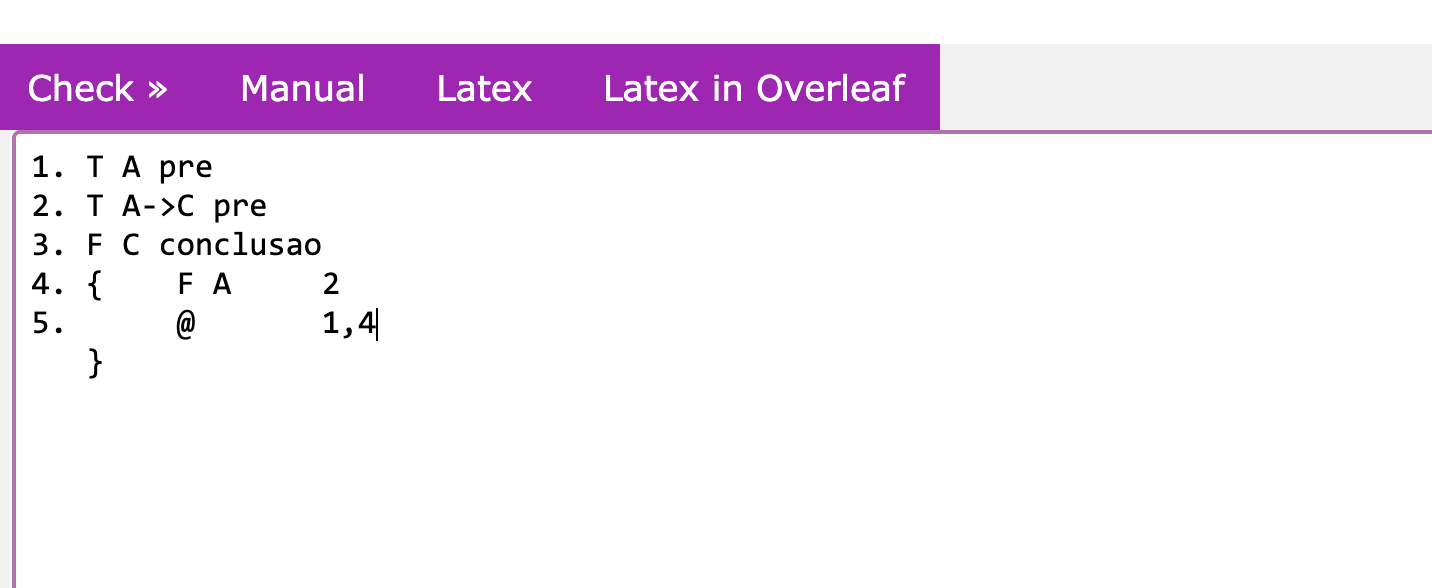 Check » Manual Latex Latex in Overleaf
1. T A pre
2. T A->C pre
3. F C conclusao
4. {    F A     2
5.      @       1,4
   }